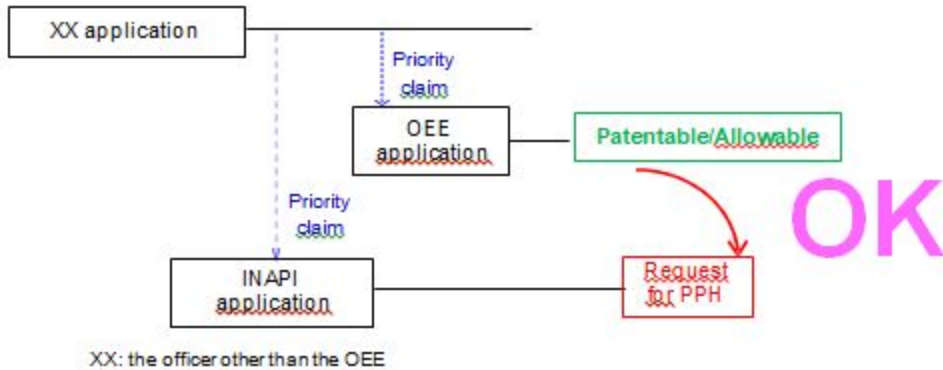 XX application
Priority
claim
OEE
application
Patentable/Allowable
OK
Priority
claim
INAPI
application
Request
for PPH
XX: the officer other than the OEE